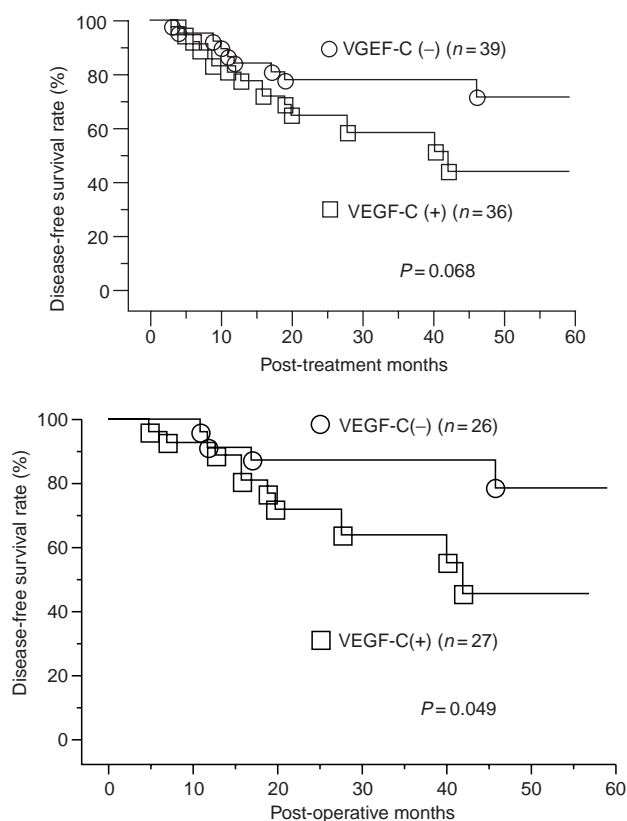 100
80
60
40
20
0
Disease-free survival rate (%)
VGEF-C (−) (n=39)
VEGF-C (+) (n=36)
P=0.068
0 10 20 30 40 50 60
Post-treatment months
100
80
60
40
20
0
Disease-free survival rate (%)
VEGF-C(−) (n=26)
VEGF-C(+) (n=27)
P=0.049
0 10 20 30 40 50 60
Post-operative months